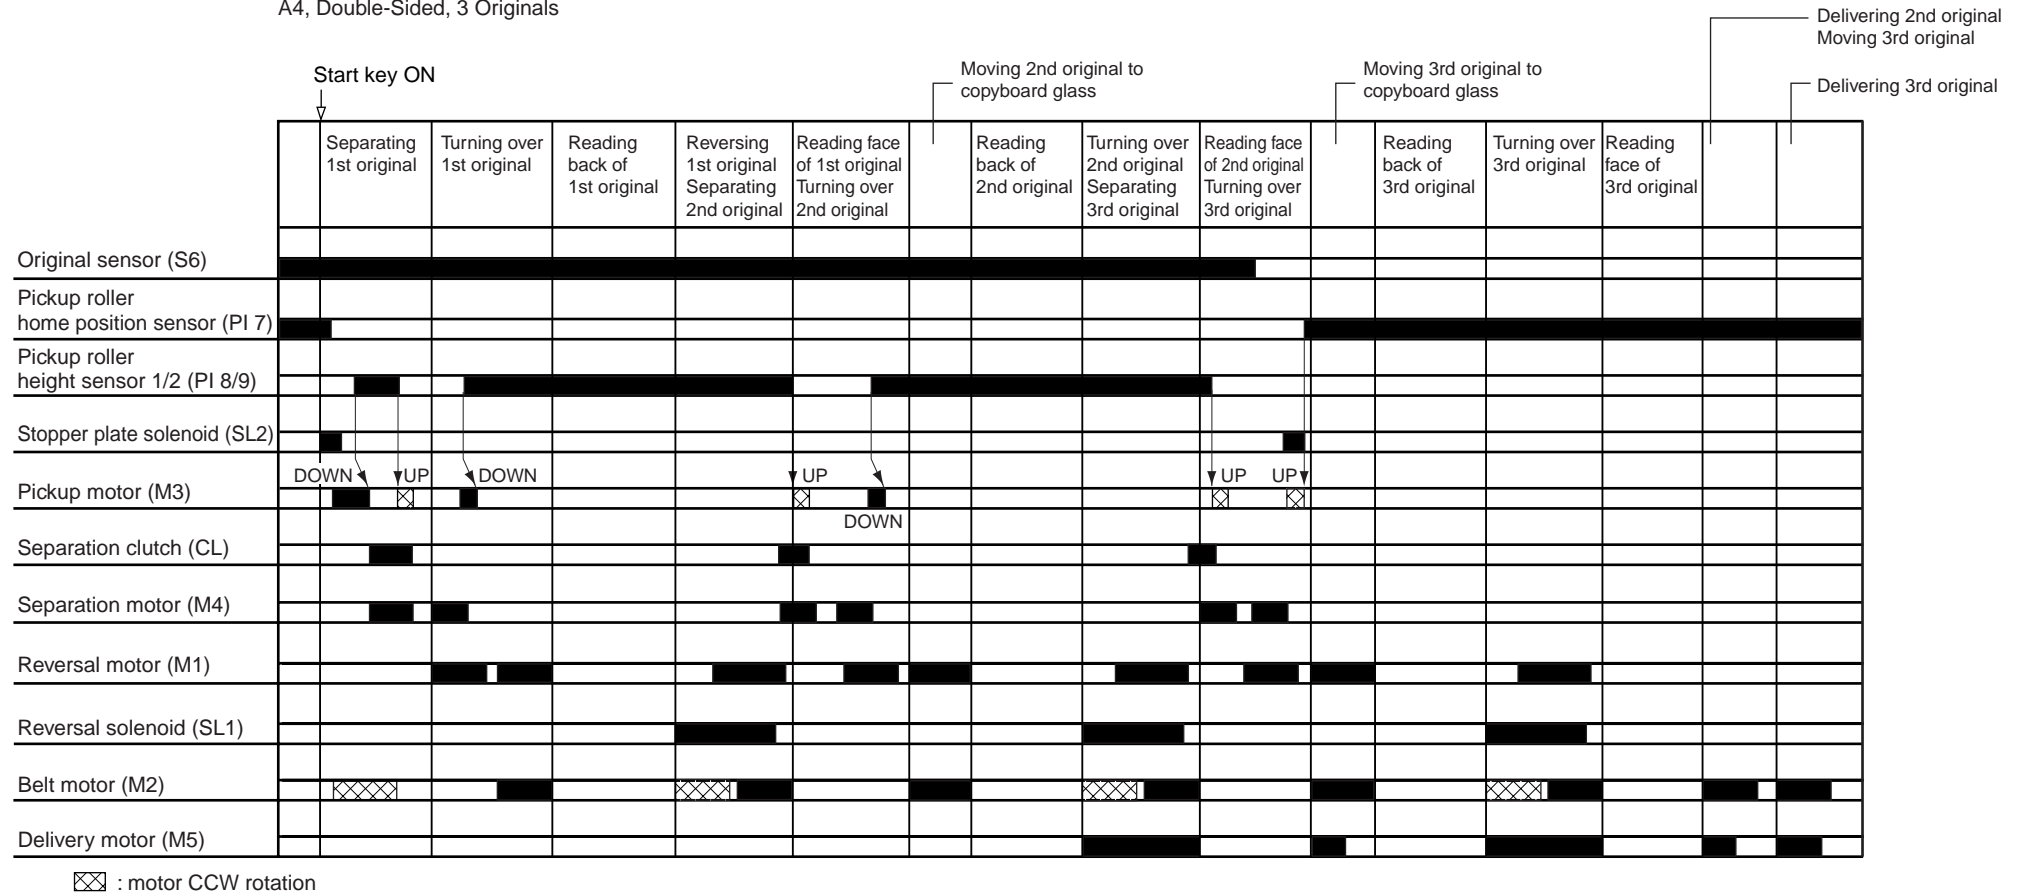 A4, Double-Sided, 3 Originals
Delivering 2nd original
Moving 3rd original
Start key ON
Moving 2nd original to
copyboard glass
Moving 3rd original to
copyboard glass
Delivering 3rd original
Separating
1st original
Turning over
1st original
Reading
back of
1st original
Reversing
1st original
Separating
2nd original
Reading face
of 1st original
Turning over
2nd original
Reading
back of
2nd original
Turning over
2nd original
Separating
3rd original
Reading face
of 2nd original
Turning over
3rd original
Reading
back of
3rd original
Turning over
3rd original
Reading
face of
3rd original
Original sensor (S6)
Pickup roller
home position sensor (PI 7)
Pickup roller
height sensor 1/2 (PI 8/9)
Stopper plate solenoid (SL2)
DOWN UP DOWN UP UP UP
Pickup motor (M3)
DOWN
Separation clutch (CL)
Separation motor (M4)
Reversal motor (M1)
Reversal solenoid (SL1)
Belt motor (M2)
Delivery motor (M5)
: motor CCW rotation